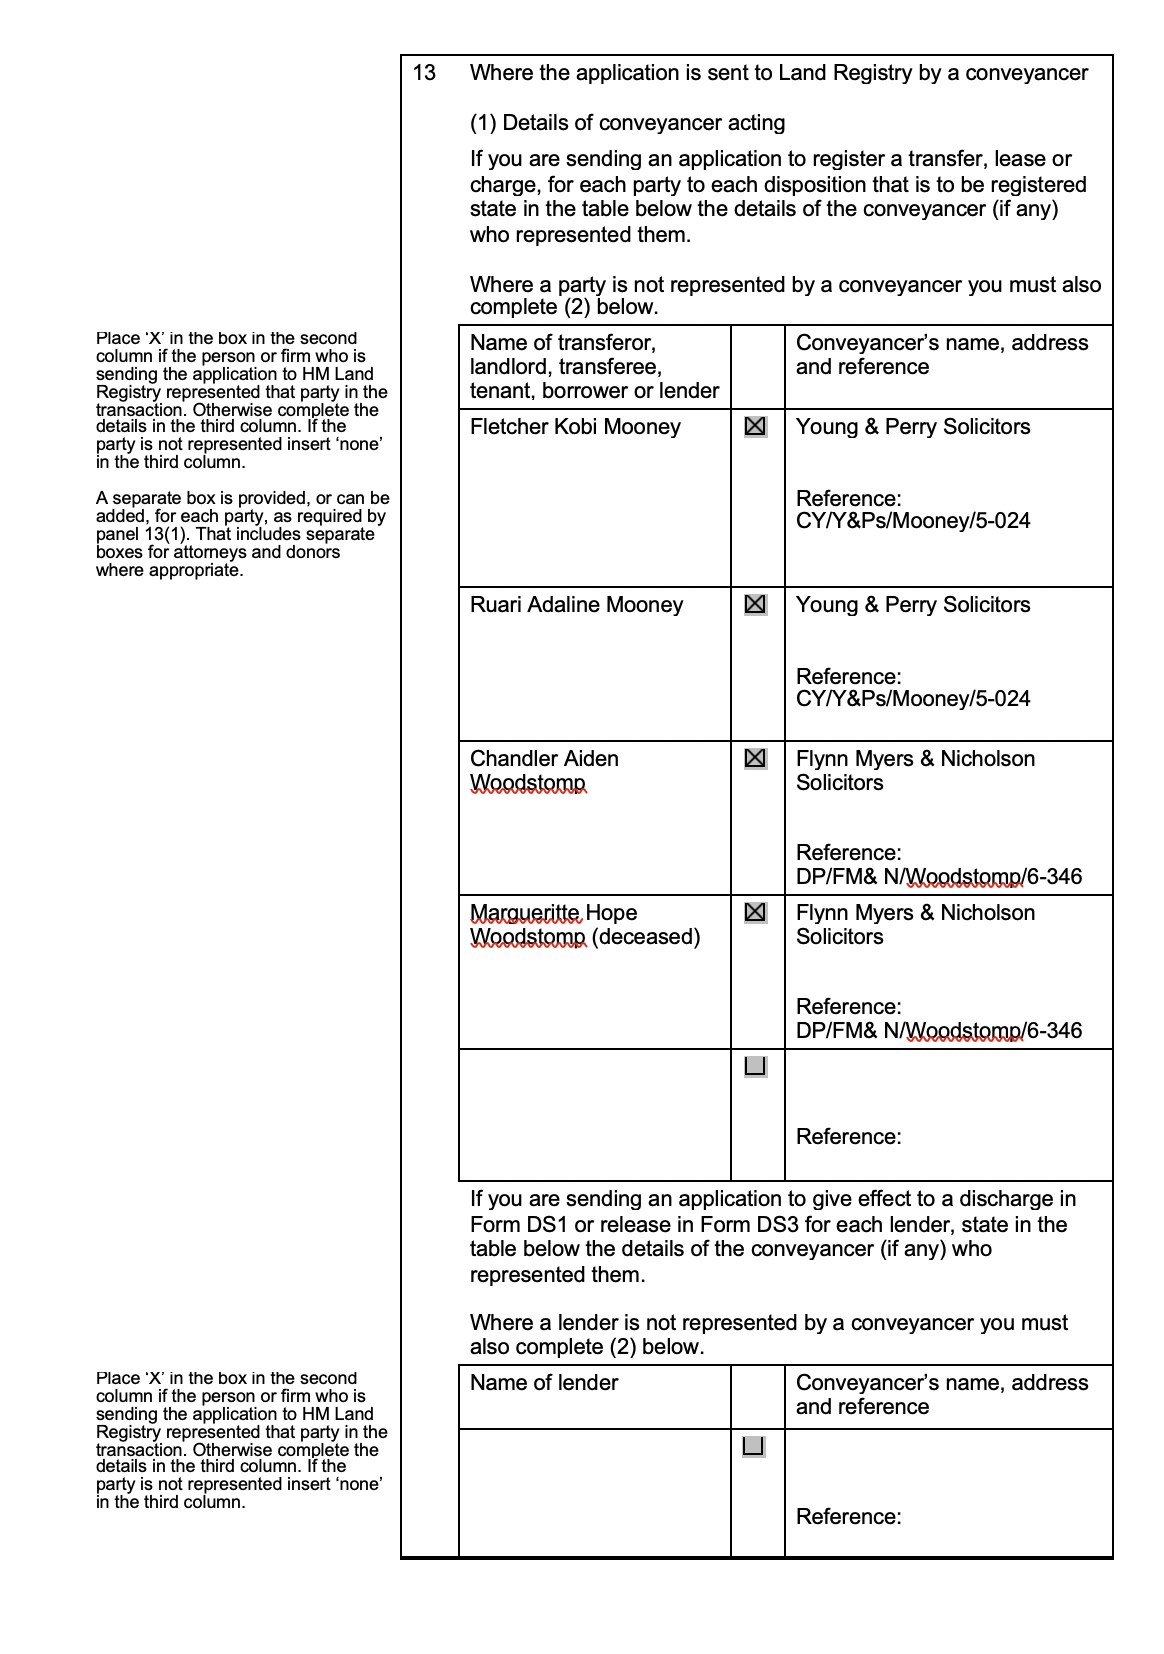 13 Where the application is sent to Land Registry by a conveyancer
(1) Details of conveyancer acting
If you are sending an application to register a transfer, lease or
charge, for each party to each disposition that is to be registered
state in the table below the details of the conveyancer (if any)
who represented them.
Where a party is not represented by a conveyancer you must also
complete (2) below.
Place ‘X’ in the box in the second
column if the person or firm who is
sending the application to HM Land
Registry represented that party in the
transaction. Otherwise complete the
details in the third column. If the
party is not represented insert ‘none’
in the third column.
A separate box is provided, or can be
added, for each party, as required by
panel 13(1). That includes separate
boxes for attorneys and donors
where appropriate.
Name of transferor,
landlord, transferee,
tenant, borrower or lender
Conveyancer’s name, address
and reference
Fletcher Kobi Mooney
Young & Perry Solicitors
Reference:
CY/Y&Ps/Mooney/5-024
Ruari Adaline Mooney
Young & Perry Solicitors
Reference:
CY/Y&Ps/Mooney/5-024
Chandler Aiden
Woodstomp
Flynn Myers & Nicholson
Solicitors
Reference:
DP/FM& N/Woodstomp/6-346
Margueritte Hope
Woodstomp (deceased)
Flynn Myers & Nicholson
Solicitors
Reference:
DP/FM& N/Woodstomp/6-346
Reference:
If you are sending an application to give effect to a discharge in
Form DS1 or release in Form DS3 for each lender, state in the
table below the details of the conveyancer (if any) who
represented them.
Where a lender is not represented by a conveyancer you must
also complete (2) below.
Place ‘X’ in the box in the second
column if the person or firm who is
sending the application to HM Land
Registry represented that party in the
transaction. Otherwise complete the
details in the third column. If the
party is not represented insert ‘none’
in the third column.
Name of lender
Conveyancer’s name, address
and reference
Reference: